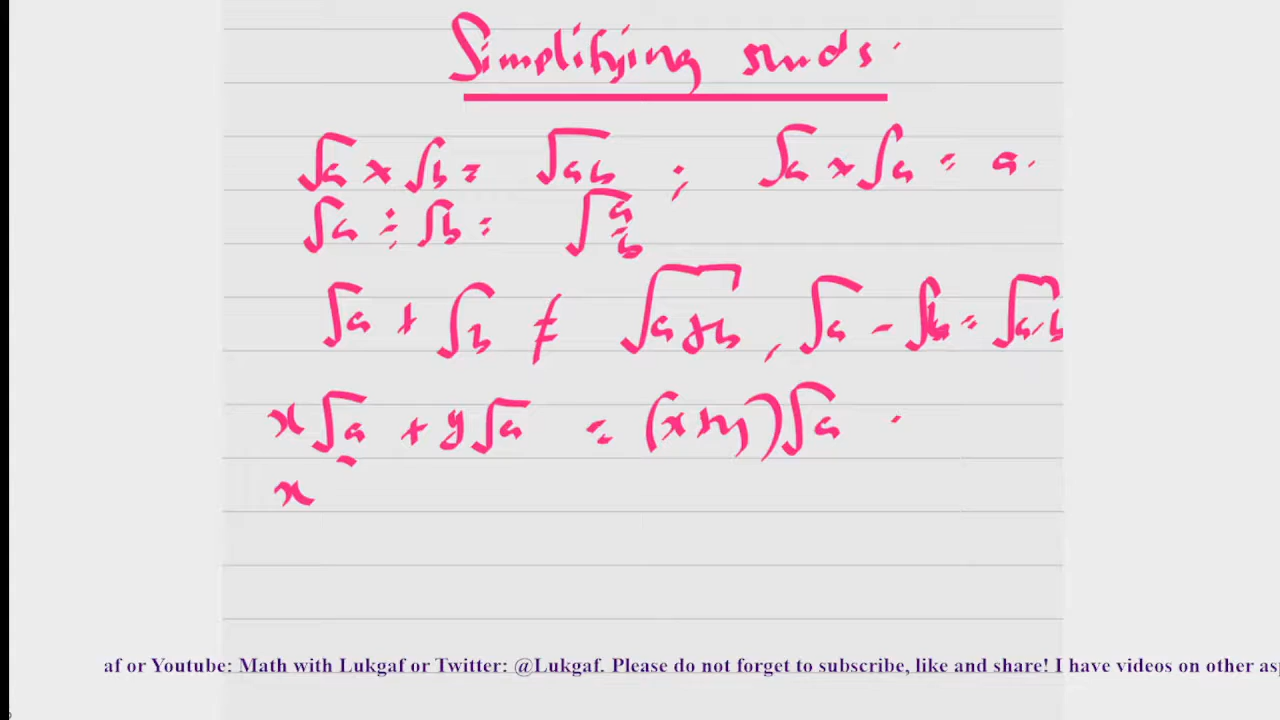 Simplifying surds.
√a × √b = √ab ; √a × √a = a.
√a ÷ √b = √a/b
√a + √b ≠ √a+b , √a - √b = √a-b
x√a + y√a = (x+y)√a .
x
af or Youtube: Math with Lukgaf or Twitter: @Lukgaf. Please do not forget to subscribe, like and share! I have videos on other asp